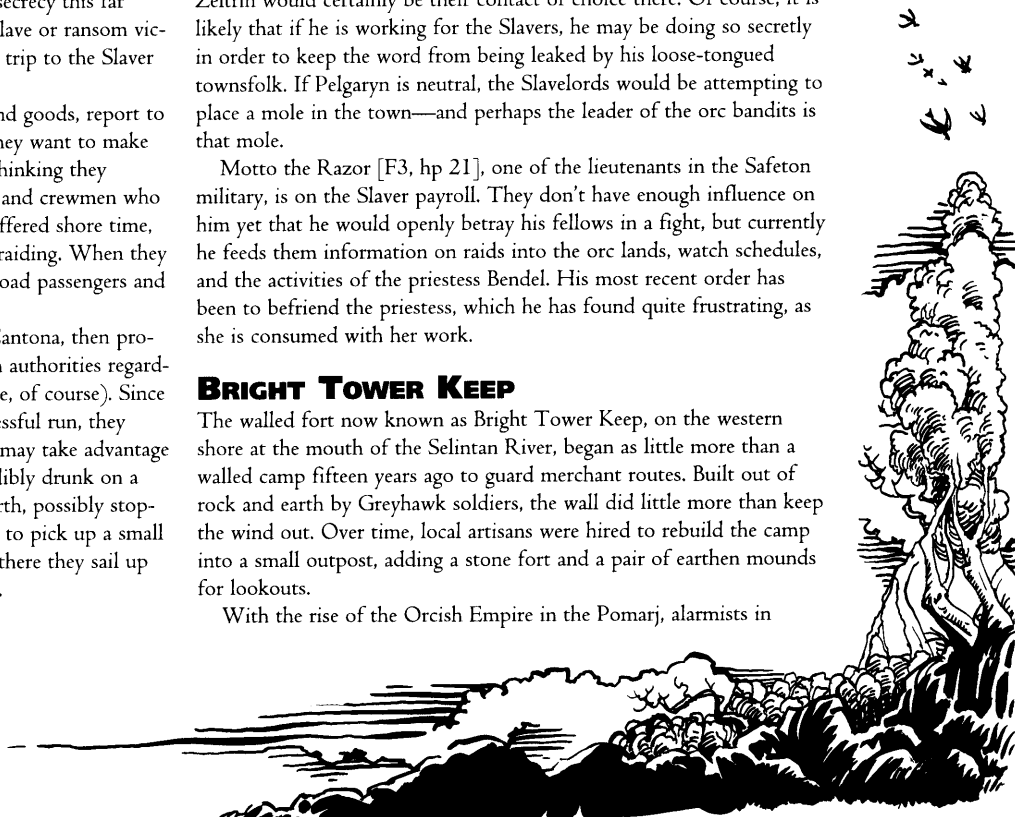 secrecy this far
slave or ransom vic-
trip to the Slaver
nd goods, report to
hey want to make
hinking they
and crewmen who
ffered shore time,
raiding. When they
oad passengers and
Cantona, then pro-
authorities regard-
e, of course). Since
essful run, they
may take advantage
dibly drunk on a
rth, possibly stop-
to pick up a small
there they sail up
Zeltrin would certainly be their contact of choice there. Of course, it is
likely that if he is working for the Slavers, he may be doing so secretly
in order to keep the word from being leaked by his loose-tongued
townsfolk. If Pelgaryn is neutral, the Slavelords would be attempting to
place a mole in the town—and perhaps the leader of the orc bandits is
that mole.
Motto the Razor [F3, hp 21], one of the lieutenants in the Safeton
military, is on the Slaver payroll. They don't have enough influence on
him yet that he would openly betray his fellows in a fight, but currently
he feeds them information on raids into the orc lands, watch schedules,
and the activities of the priestess Bendel. His most recent order has
been to befriend the priestess, which he has found quite frustrating, as
she is consumed with her work.
BRIGHT TOWER KEEP
The walled fort now known as Bright Tower Keep, on the western
shore at the mouth of the Selintan River, began as little more than a
walled camp fifteen years ago to guard merchant routes. Built out of
rock and earth by Greyhawk soldiers, the wall did little more than keep
the wind out. Over time, local artisans were hired to rebuild the camp
into a small outpost, adding a stone fort and a pair of earthen mounds
for lookouts.
With the rise of the Orcish Empire in the Pomarj, alarmists in